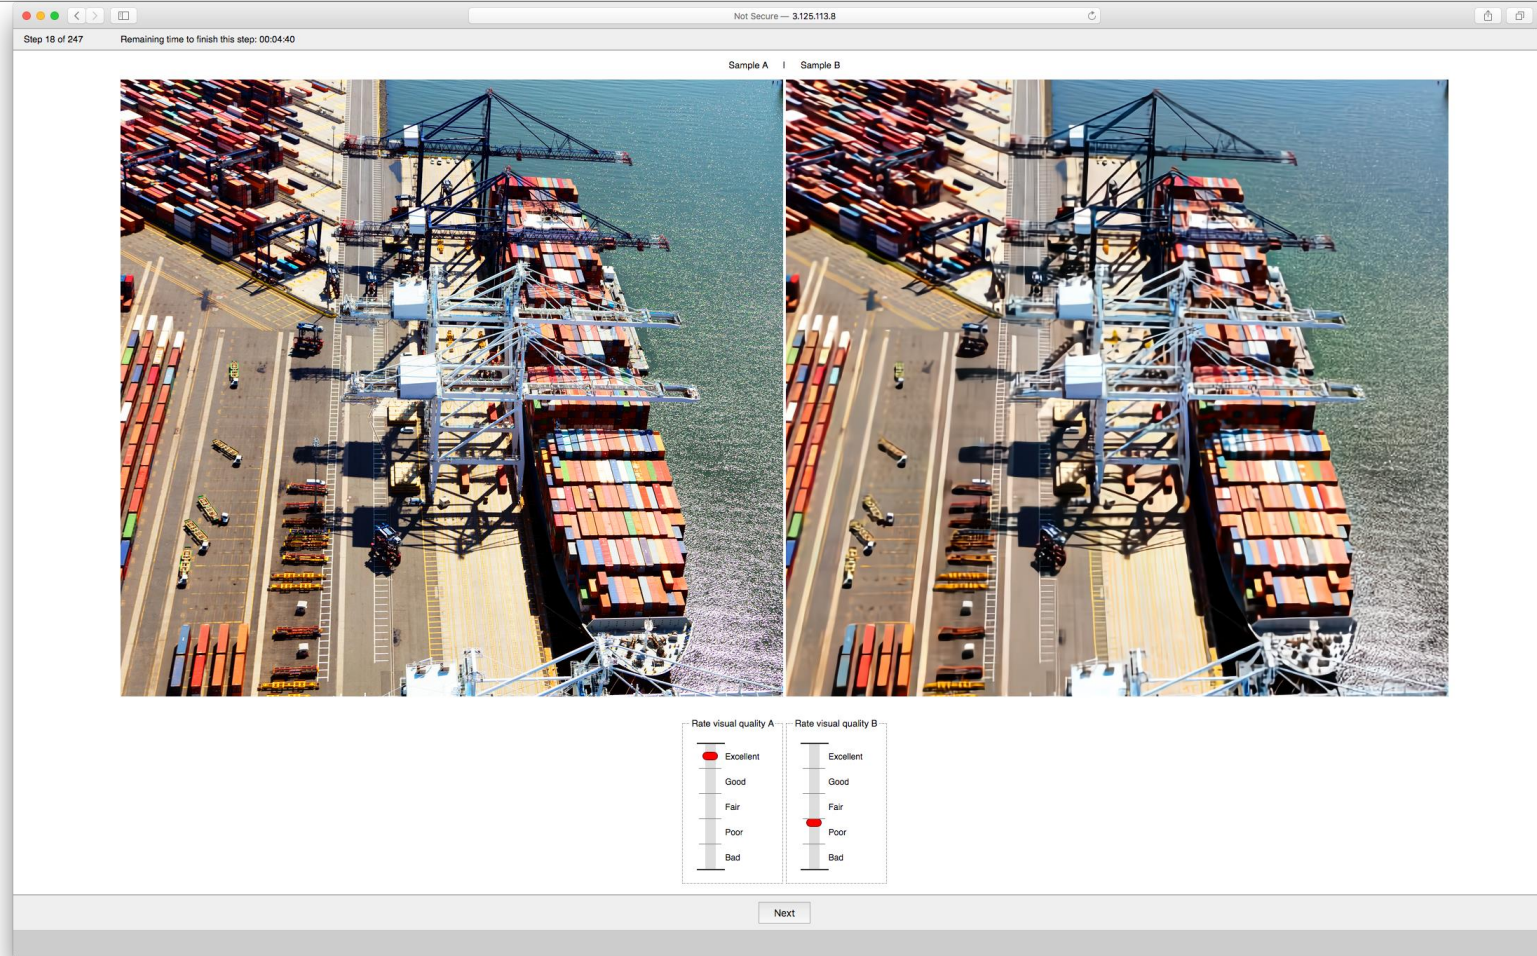 Not Secure — 3.125.113.8
Step 18 of 247 Remaining time to finish this step: 00:04:40
Sample A | Sample B
Rate visual quality A
Excellent
Good
Fair
Poor
Bad
Rate visual quality B
Excellent
Good
Fair
Poor
Bad
Next